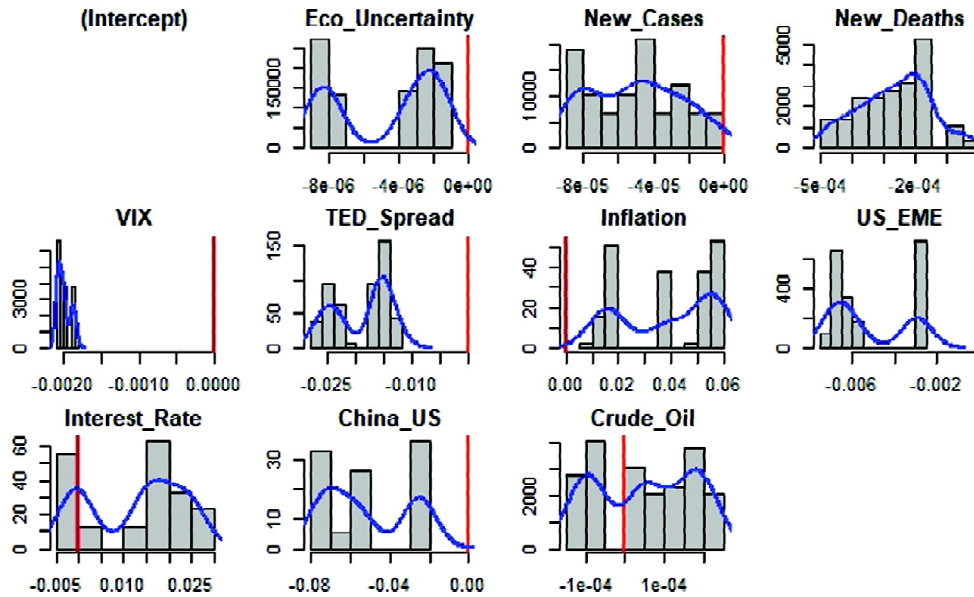 (Intercept) Eco_Uncertainty New_Cases New_Deaths
0 15000
-8e-06 -4e-06 0e+00
0 10000
-8e-05 -4e-05 0e+00
0 2000 5000
-5e-04 -2e-04
VIX TED_Spread Inflation US_EME
0 3000
-0.0020 -0.0010 0.0000
0 50 150
-0.025 -0.010
0 20 40
0.00 0.02 0.04 0.06
0 400
-0.006 -0.002
Interest_Rate China_US Crude_Oil
0 20 40 60
-0.005 0.010 0.025
0 10 30
-0.08 -0.04 0.00
0 2000
-1e-04 1e-04